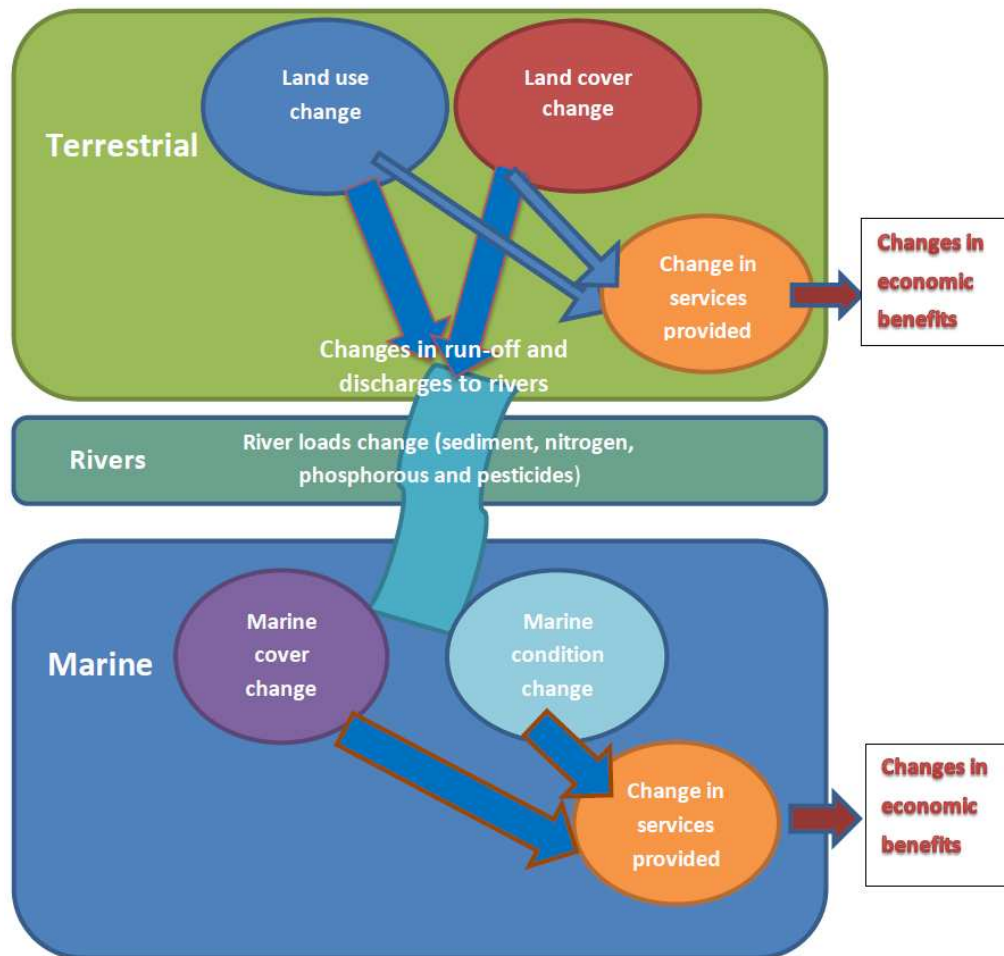 Land use
change
Land cover
change
Terrestrial
Change in
services
provided
Changes in
economic
benefits
Changes in run-off and
discharges to rivers
Rivers
River loads change (sediment, nitrogen,
phosphorous and pesticides)
Marine
Marine
cover
change
Marine
condition
change
Change in
services
provided
Changes in
economic
benefits